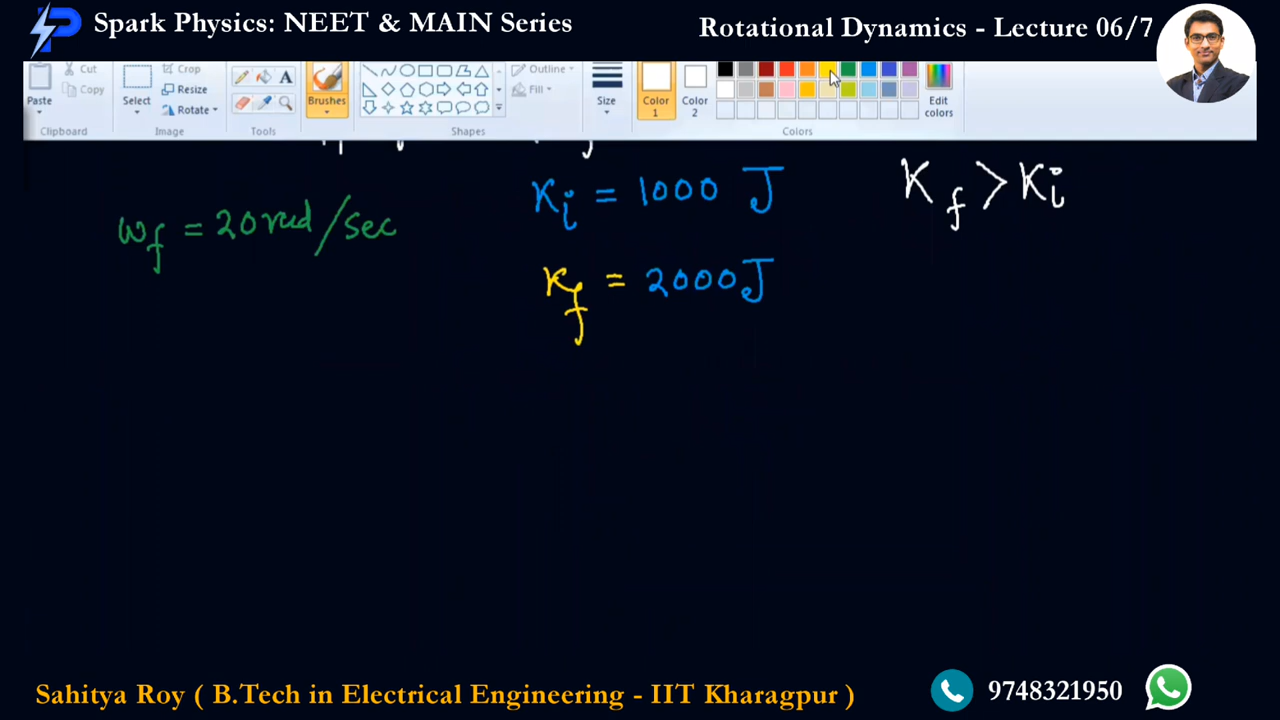 Spark Physics: NEET & MAIN Series
Rotational Dynamics - Lecture 06/7
Paste
Cut
Copy
Clipboard
Select
Crop
Resize
Rotate
Image
A
Tools
Brushes
Outline
Fill
Shapes
Size
Color 1
Color 2
Edit colors
Colors
Ki = 1000 J
Kf > Ki
ωf = 20 rad/sec
Kf = 2000J
Sahitya Roy ( B.Tech in Electrical Engineering - IIT Kharagpur )
9748321950